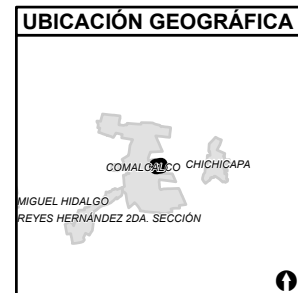 UBICACIÓN GEOGRÁFICA
COMALCALCO
CHICHICAPA
MIGUEL HIDALGO
REYES HERNÁNDEZ 2DA. SECCIÓN